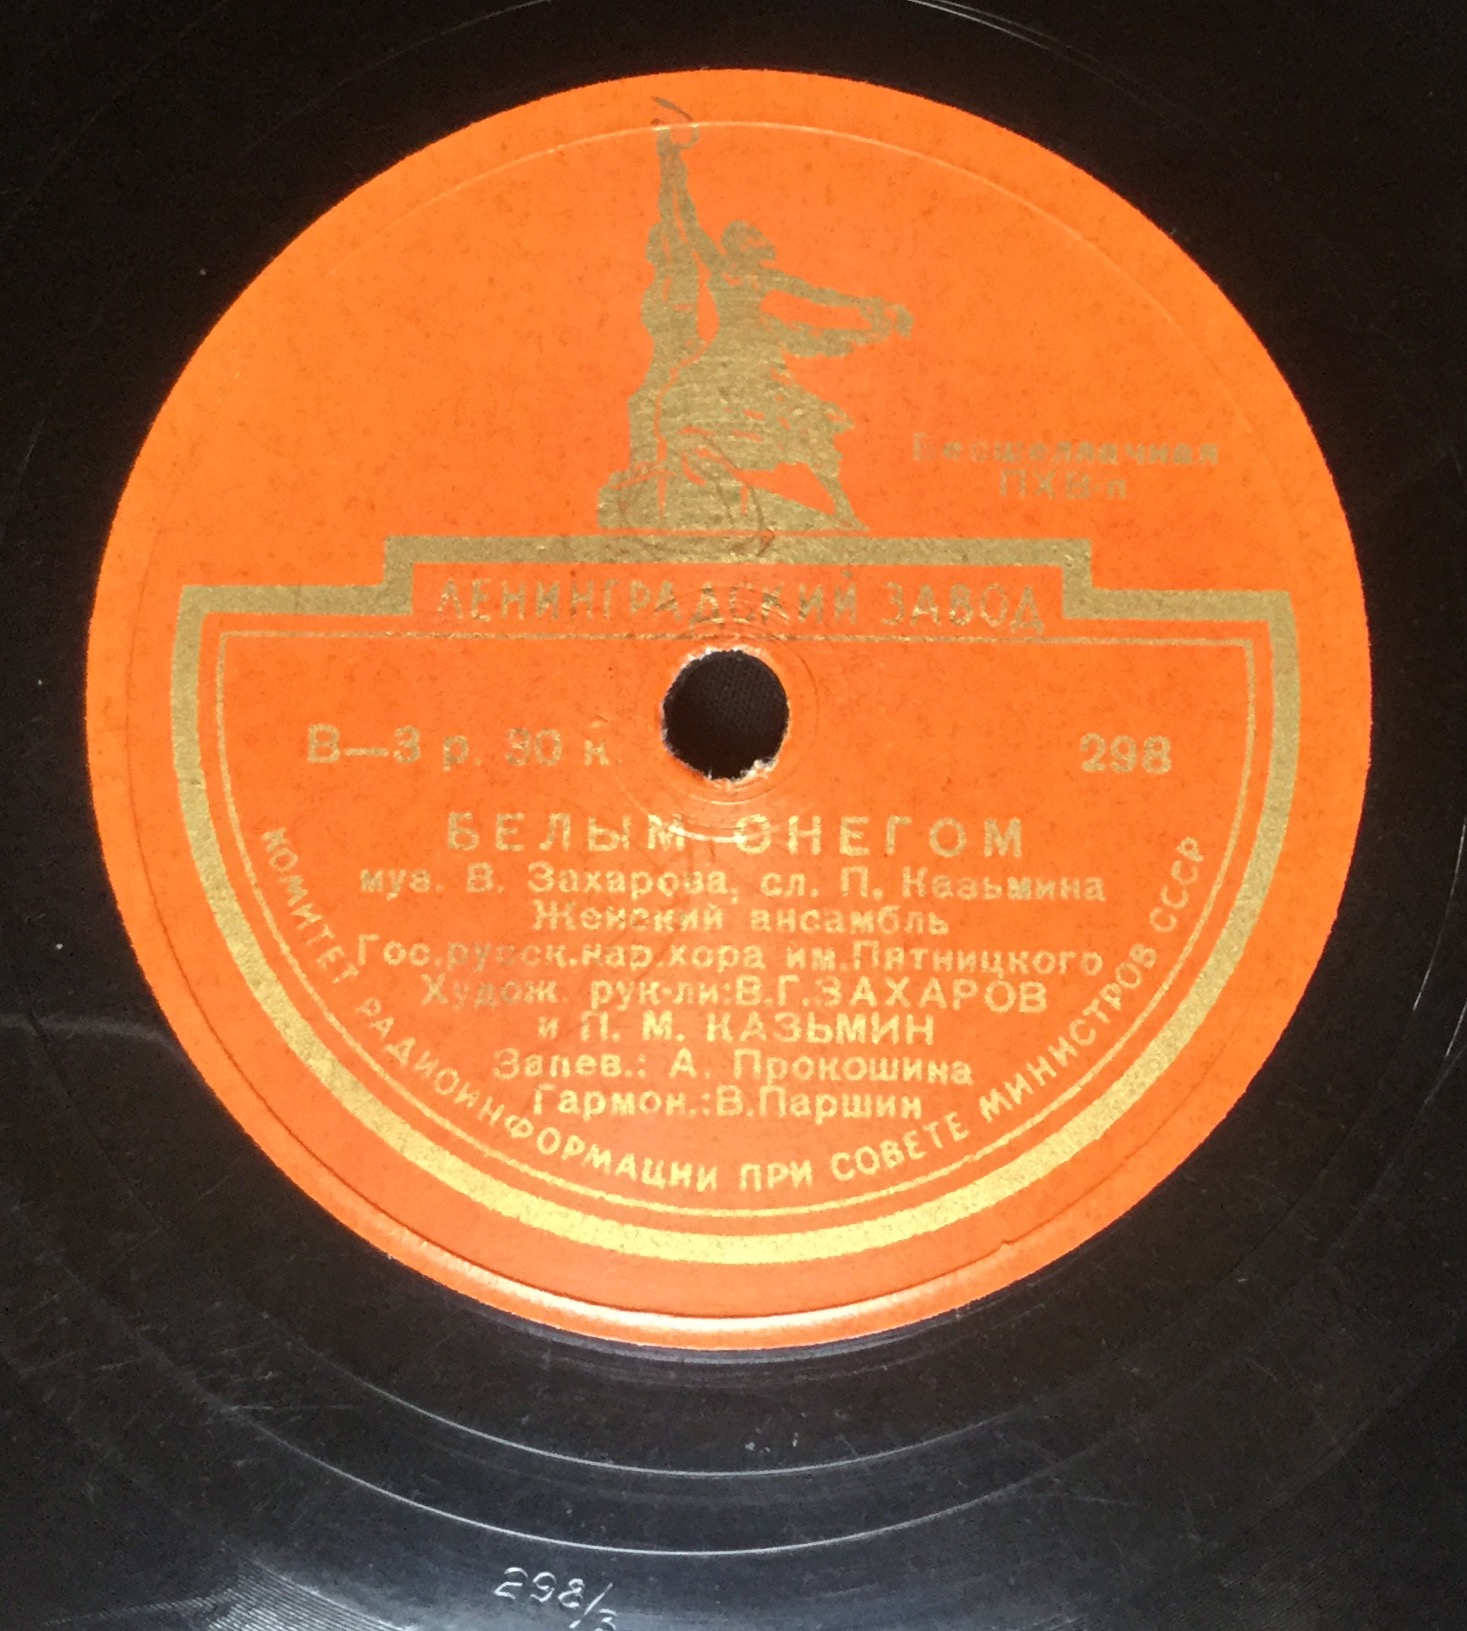 Бесшеллачная
ПХВ-п
ЛЕНИНГРАДСКИЙ ЗАВОД
В—3 р. 30 к.
298
БЕЛЫМ СНЕГОМ
муз. В. Захарова, сл. П. Казьмина
Женский ансамбль
Гос.русск.нар.хора им.Пятницкого
Худож. рук-ли:В.Г.ЗАХАРОВ
и П. М. КАЗЬМИН
Запев.: А. Прокошина
Гармон.:В.Паршин
КОМИТЕТ РАДИОИНФОРМАЦИИ ПРИ СОВЕТЕ МИНИСТРОВ СССР
298/3